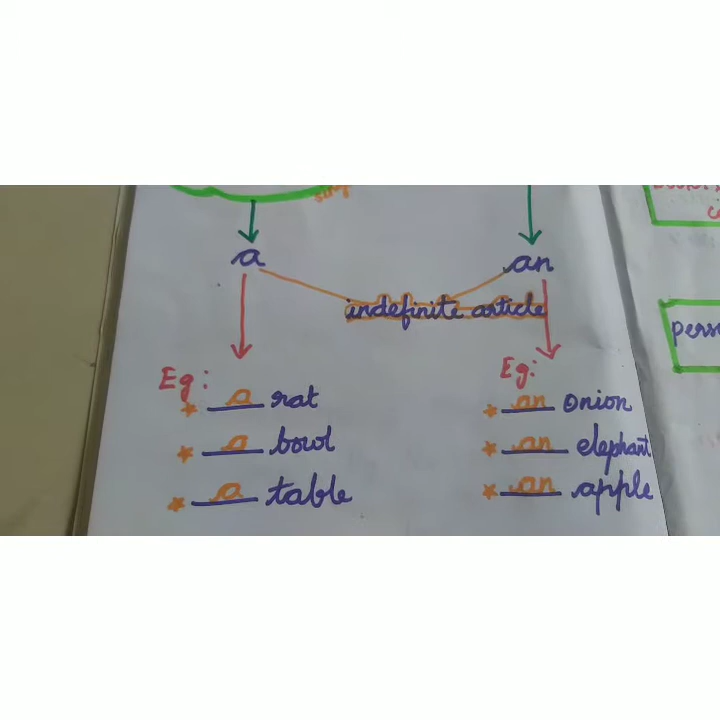 a an
indefinite article
Eg: Eg:
a rat an onion
a bowl an elephant
a table an apple